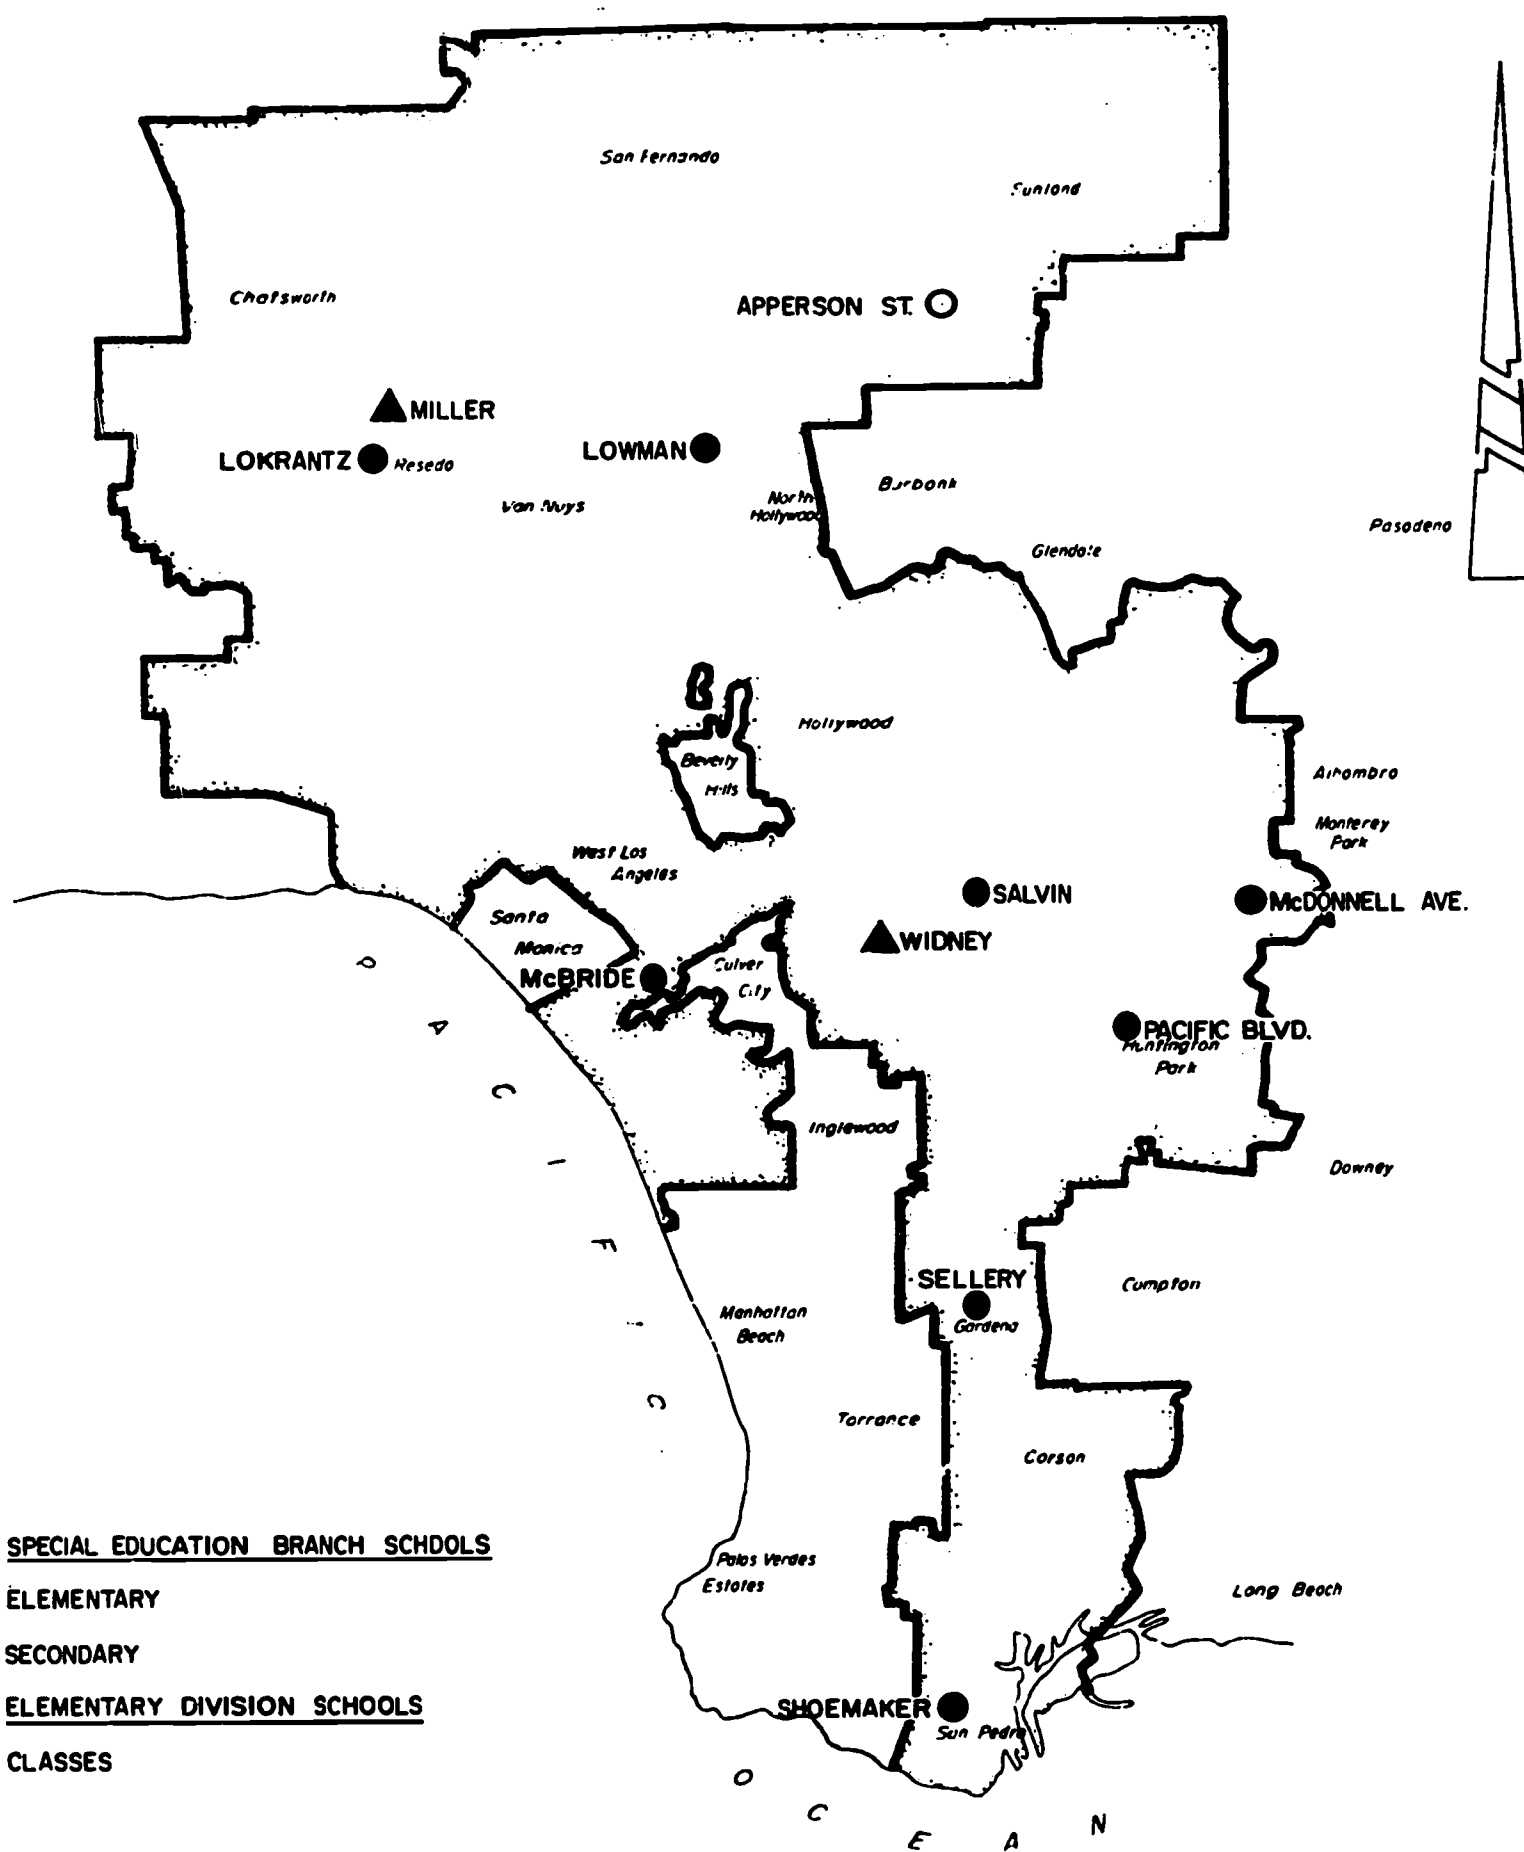 San Fernando
Sunland
Chatsworth
APPERSON ST.
MILLER
LOWMAN
LOKRANTZ
Reseda
Burbank
Van Nuys
North
Hollywood
Pasadena
Glendale
Hollywood
Beverly
Hills
Alhambra
Monterey
Park
West Los
Angeles
SALVIN
McDONNELL AVE.
Santa
Monica
WIDNEY
McBRIDE
Culver
City
PACIFIC BLVD.
Huntington
Park
Inglewood
Downey
SELLERY
Gardena
Compton
Manhattan
Beach
Torrance
Carson
PACIFIC
SPECIAL EDUCATION BRANCH SCHOOLS
ELEMENTARY
SECONDARY
ELEMENTARY DIVISION SCHOOLS
CLASSES
Palos Verdes
Estates
Long Beach
SHOEMAKER
San Pedro
OCEAN